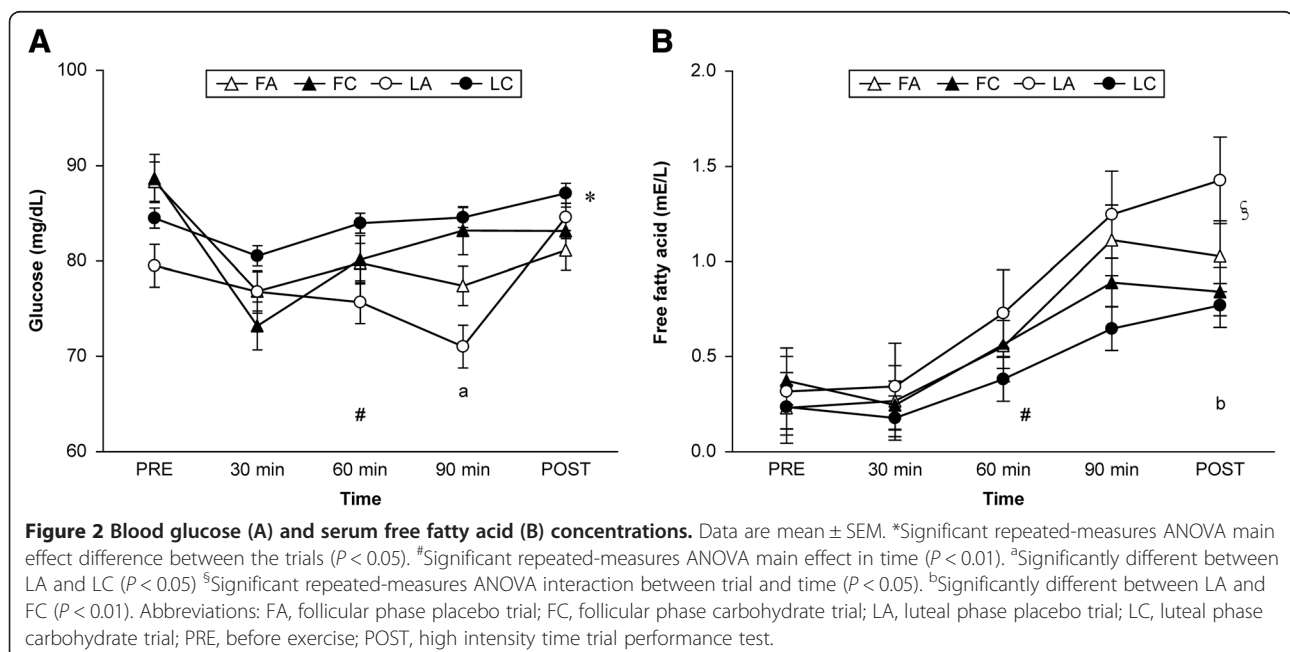 A
B
100
90
80
70
60
Glucose (mg/dL)
FA FC LA LC
*
a
#
PRE 30 min 60 min 90 min POST
Time
2.0
1.5
1.0
0.5
0.0
Free fatty acid (mE/L)
FA FC LA LC
§
b
#
PRE 30 min 60 min 90 min POST
Time
Figure 2 Blood glucose (A) and serum free fatty acid (B) concentrations. Data are mean ± SEM. *Significant repeated-measures ANOVA main
effect difference between the trials (P < 0.05). #Significant repeated-measures ANOVA main effect in time (P < 0.01). aSignificantly different between
LA and LC (P < 0.05) §Significant repeated-measures ANOVA interaction between trial and time (P < 0.05). bSignificantly different between LA and
FC (P < 0.01). Abbreviations: FA, follicular phase placebo trial; FC, follicular phase carbohydrate trial; LA, luteal phase placebo trial; LC, luteal phase
carbohydrate trial; PRE, before exercise; POST, high intensity time trial performance test.